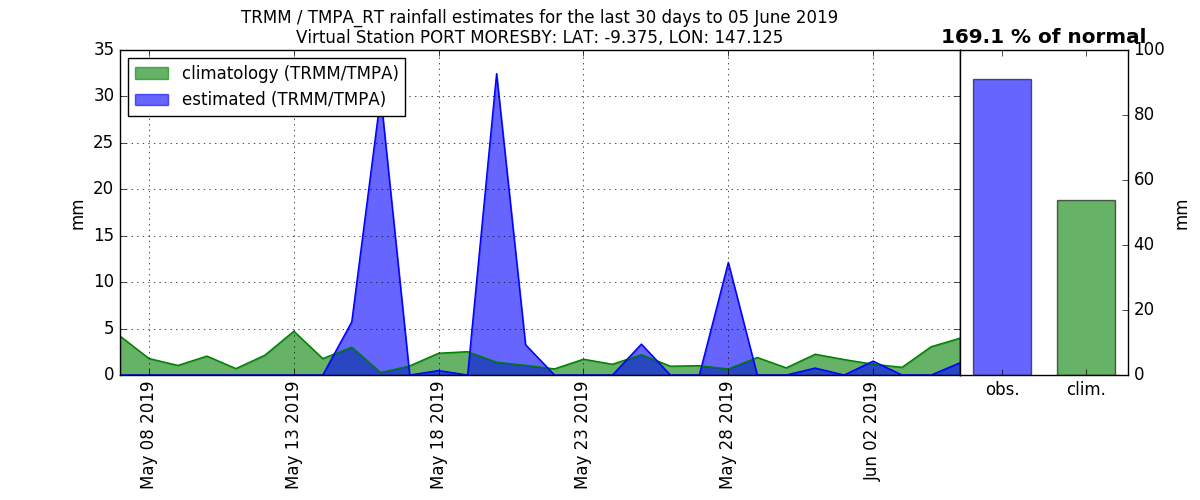 TRMM / TMPA_RT rainfall estimates for the last 30 days to 05 June 2019
Virtual Station PORT MORESBY: LAT: -9.375, LON: 147.125
169.1 % of normal
climatology (TRMM/TMPA)
estimated (TRMM/TMPA)
mm
35
30
25
20
15
10
5
0
May 08 2019
May 13 2019
May 18 2019
May 23 2019
May 28 2019
Jun 02 2019
obs.
clim.
100
80
60
40
20
0
mm